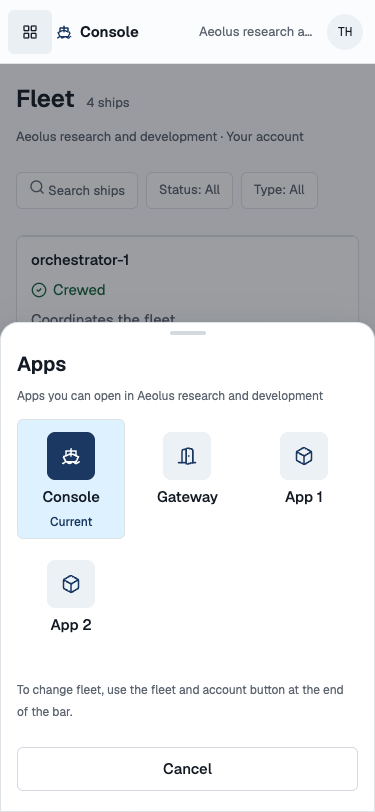 Console
Aeolus research a...
TH
Fleet 4 ships
Aeolus research and development · Your account
Search ships
Status: All
Type: All
orchestrator-1
Crewed
Coordinates the fleet
Apps
Apps you can open in Aeolus research and development
Console
Current
Gateway
App 1
App 2
To change fleet, use the fleet and account button at the end
of the bar.
Cancel